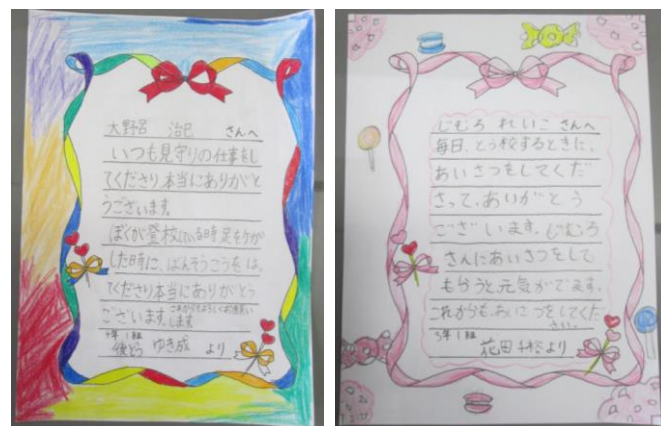 大野呂 治巳 さんへ
いつも見守りの仕事をし
てくださり本当にありがと
うございます。
ぼくが登校している時足をケガ
した時に、ばんそうこうをは。
てくださり本当にありがとう
ございます。これからもよろしくお願い
します
年1組
後どう ゆき成 より
じむろ れいこ さんへ
毎日、とう校するときに、
あいさつをしてくだ
さって、ありがとう
ございます。じむろ
さんにあいさつをして
もらうと元気がでます。
これからも、あいさつをしてくだ
さい。
5年1組
花田 より